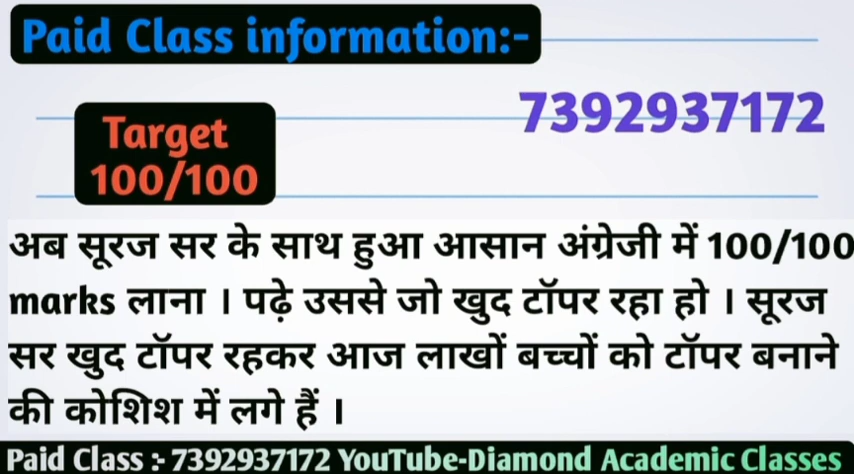 Paid Class information:-
7392937172
Target
100/100
अब सूरज सर के साथ हुआ आसान अंग्रेजी में 100/100
marks लाना । पढ़े उससे जो खुद टॉपर रहा हो । सूरज
सर खुद टॉपर रहकर आज लाखों बच्चों को टॉपर बनाने
की कोशिश में लगे हैं ।
Paid Class :- 7392937172 YouTube-Diamond Academic Classes